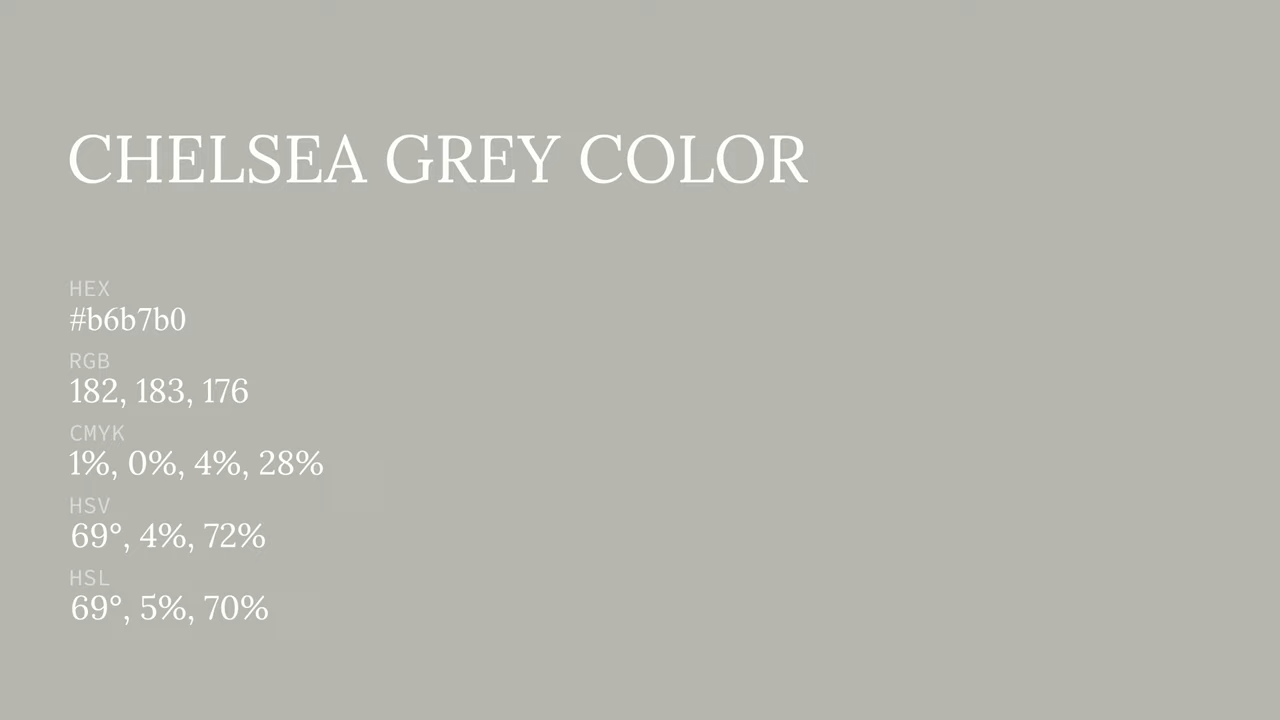 CHELSEA GREY COLOR
HEX
#b6b7b0
RGB
182, 183, 176
CMYK
1%, 0%, 4%, 28%
HSV
69°, 4%, 72%
HSL
69°, 5%, 70%